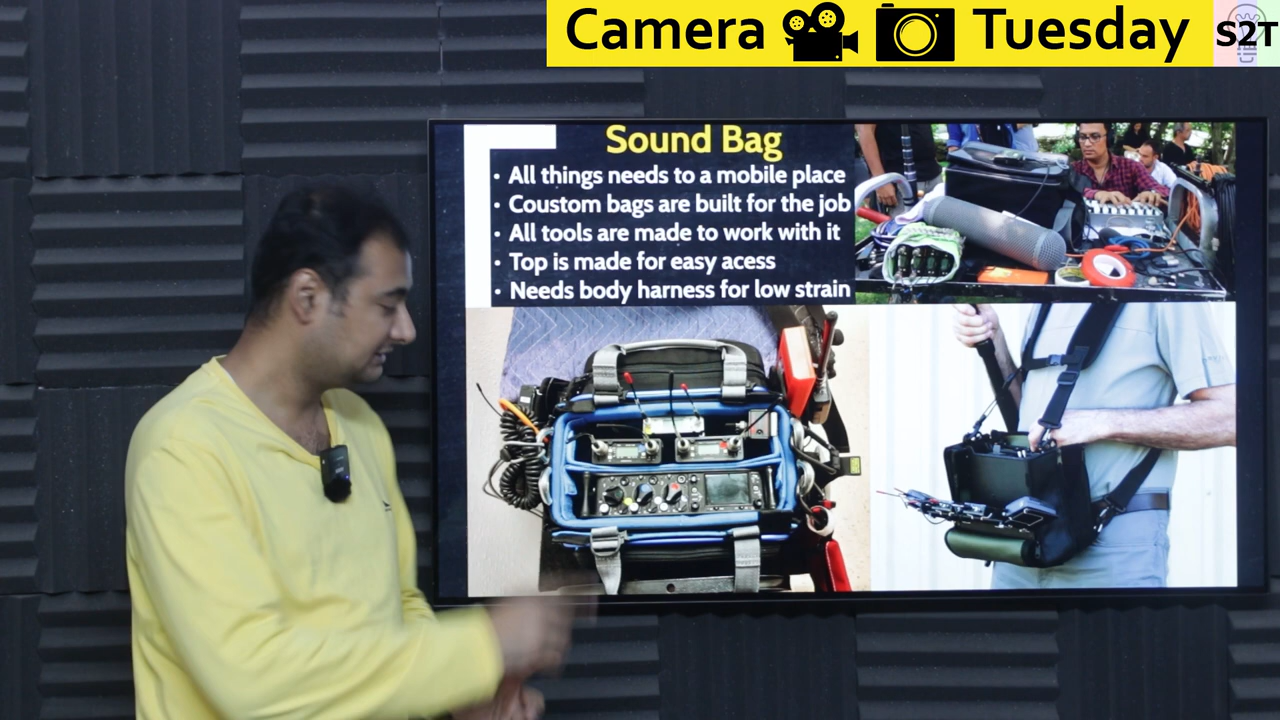 Camera Tuesday
S2T
Sound Bag
• All things needs to a mobile place
• Coustom bags are built for the job
• All tools are made to work with it
• Top is made for easy acess
• Needs body harness for low strain